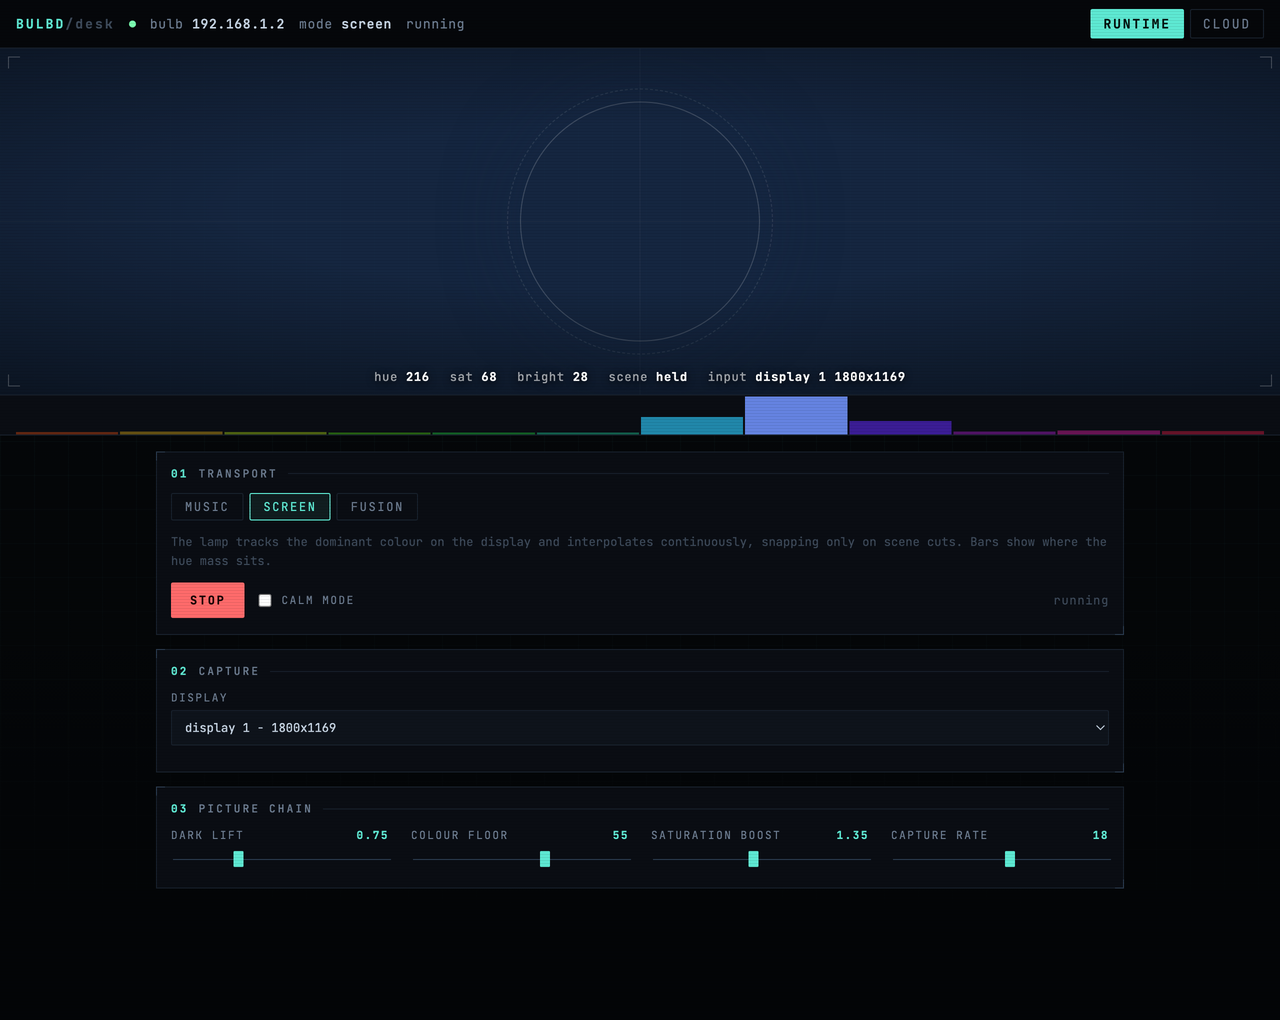 BULBD/desk bulb 192.168.1.2 mode screen running RUNTIME CLOUD
hue 216 sat 68 bright 28 scene held input display 1 1800x1169
01 TRANSPORT
MUSIC SCREEN FUSION
The lamp tracks the dominant colour on the display and interpolates continuously, snapping only on scene cuts. Bars show where the
hue mass sits.
STOP CALM MODE running
02 CAPTURE
DISPLAY
display 1 - 1800x1169
03 PICTURE CHAIN
DARK LIFT 0.75 COLOUR FLOOR 55 SATURATION BOOST 1.35 CAPTURE RATE 18